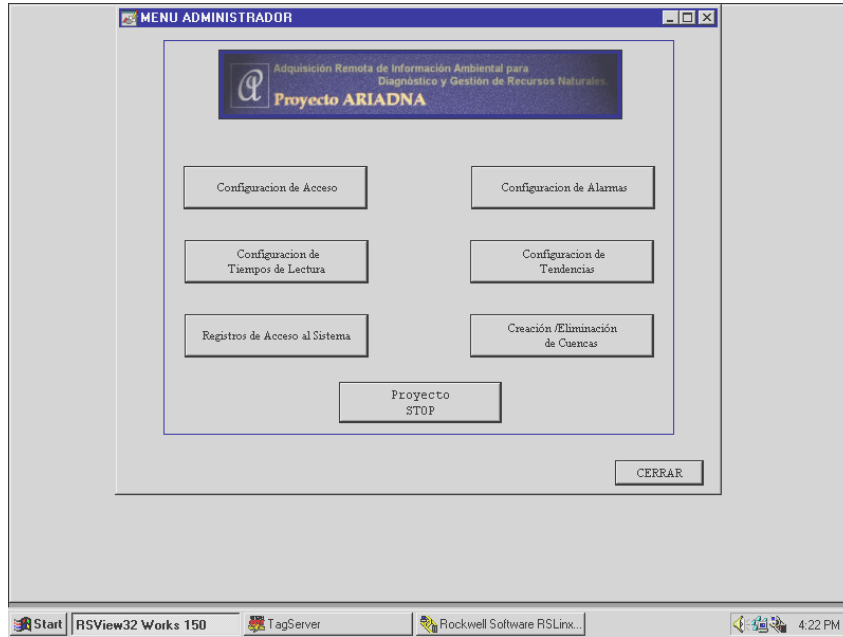 MENU ADMINISTRADOR
Adquisición Remota de Información Ambiental para
Diagnóstico y Gestión de Recursos Naturales.
Proyecto ARIADNA
Configuracion de Acceso
Configuracion de Alarmas
Configuracion de
Tiempos de Lectura
Configuracion de
Tendencias
Registros de Acceso al Sistema
Creación /Eliminación
de Cuencas
Proyecto
STOP
CERRAR
Start
RSView32 Works 150
TagServer
Rockwell Software RSLinx...
4:22 PM